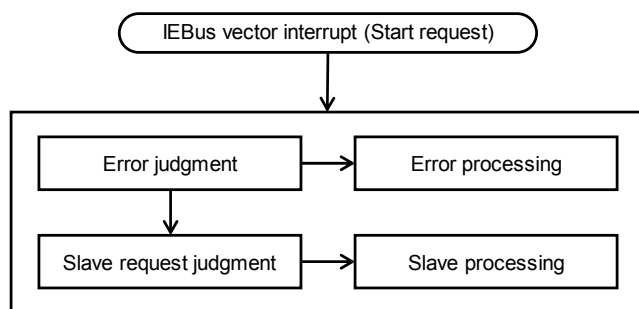 IEBus vector interrupt (Start request)
Error judgment
Error processing
Slave request judgment
Slave processing